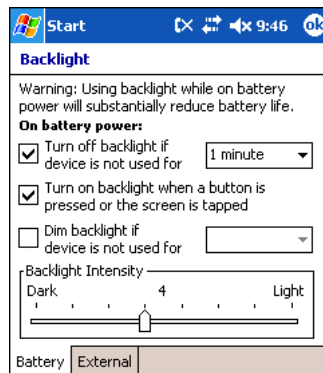 Start 9:46 ok
Backlight
Warning: Using backlight while on battery
power will substantially reduce battery life.
On battery power:
Turn off backlight if
device is not used for 1 minute
Turn on backlight when a button is
pressed or the screen is tapped
Dim backlight if
device is not used for
Backlight Intensity
Dark 4 Light
Battery External